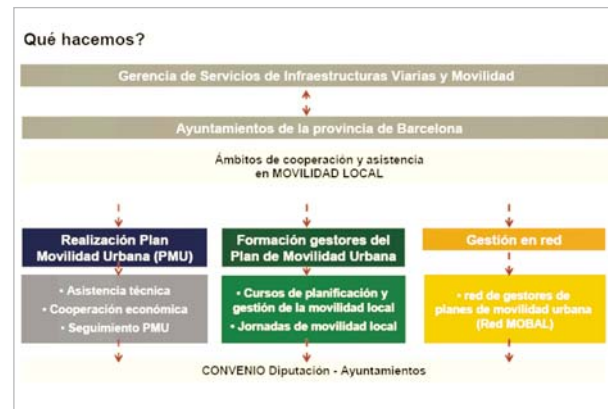 Qué hacemos?
Gerencia de Servicios de Infraestructuras Viarias y Movilidad
Ayuntamientos de la provincia de Barcelona
Ámbitos de cooperación y asistencia
en MOVILIDAD LOCAL
Realización Plan
Movilidad Urbana (PMU)
• Asistencia técnica
• Cooperación económica
• Seguimiento PMU
Formación gestores del
Plan de Movilidad Urbana
• Cursos de planificación y
gestión de la movilidad local
• Jornadas de movilidad local
Gestión en red
• red de gestores de
planes de movilidad urbana
(Red MOBAL)
CONVENIO Diputación - Ayuntamientos